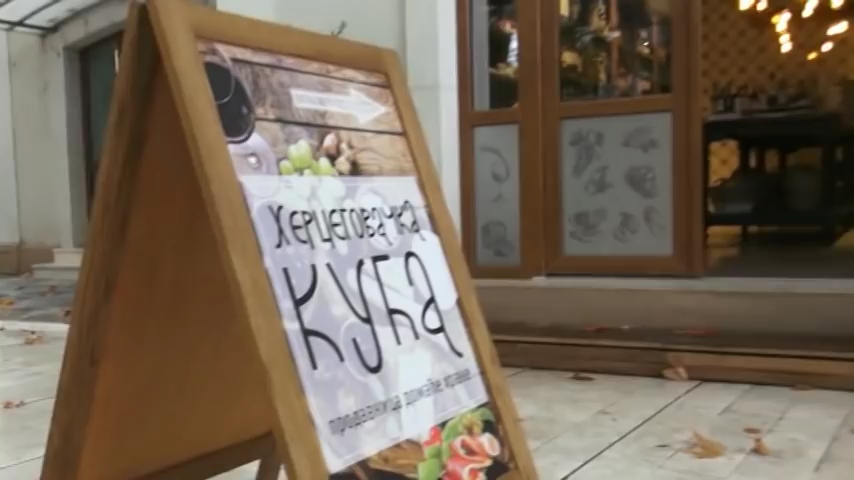 Херцеговачка
Кућа
продавница домаће хране